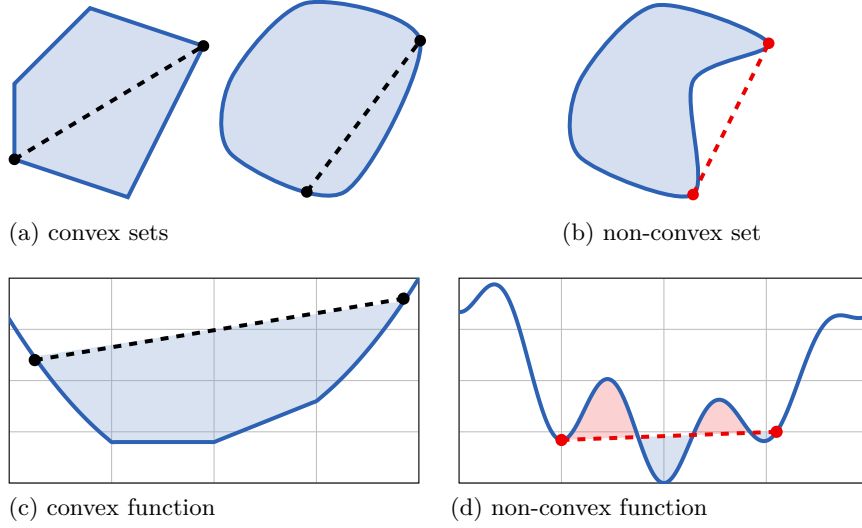 (a) convex sets
(b) non-convex set
(c) convex function
(d) non-convex function